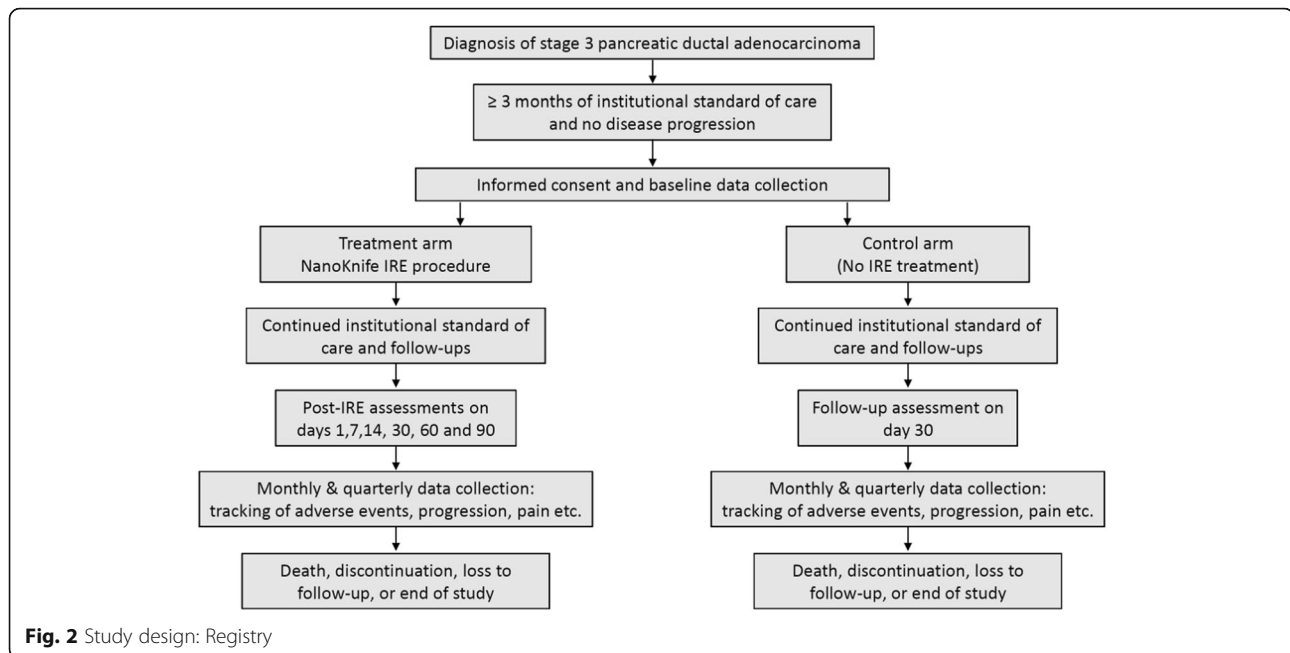 Diagnosis of stage 3 pancreatic ductal adenocarcinoma
≥ 3 months of institutional standard of care
and no disease progression
Informed consent and baseline data collection
Treatment arm
NanoKnife IRE procedure
Continued institutional standard of
care and follow-ups
Post-IRE assessments on
days 1,7,14, 30, 60 and 90
Monthly & quarterly data collection:
tracking of adverse events, progression, pain etc.
Death, discontinuation, loss to
follow-up, or end of study
Control arm
(No IRE treatment)
Continued institutional standard of
care and follow-ups
Follow-up assessment on
day 30
Monthly & quarterly data collection:
tracking of adverse events, progression, pain etc.
Death, discontinuation, loss to
follow-up, or end of study
Fig. 2 Study design: Registry